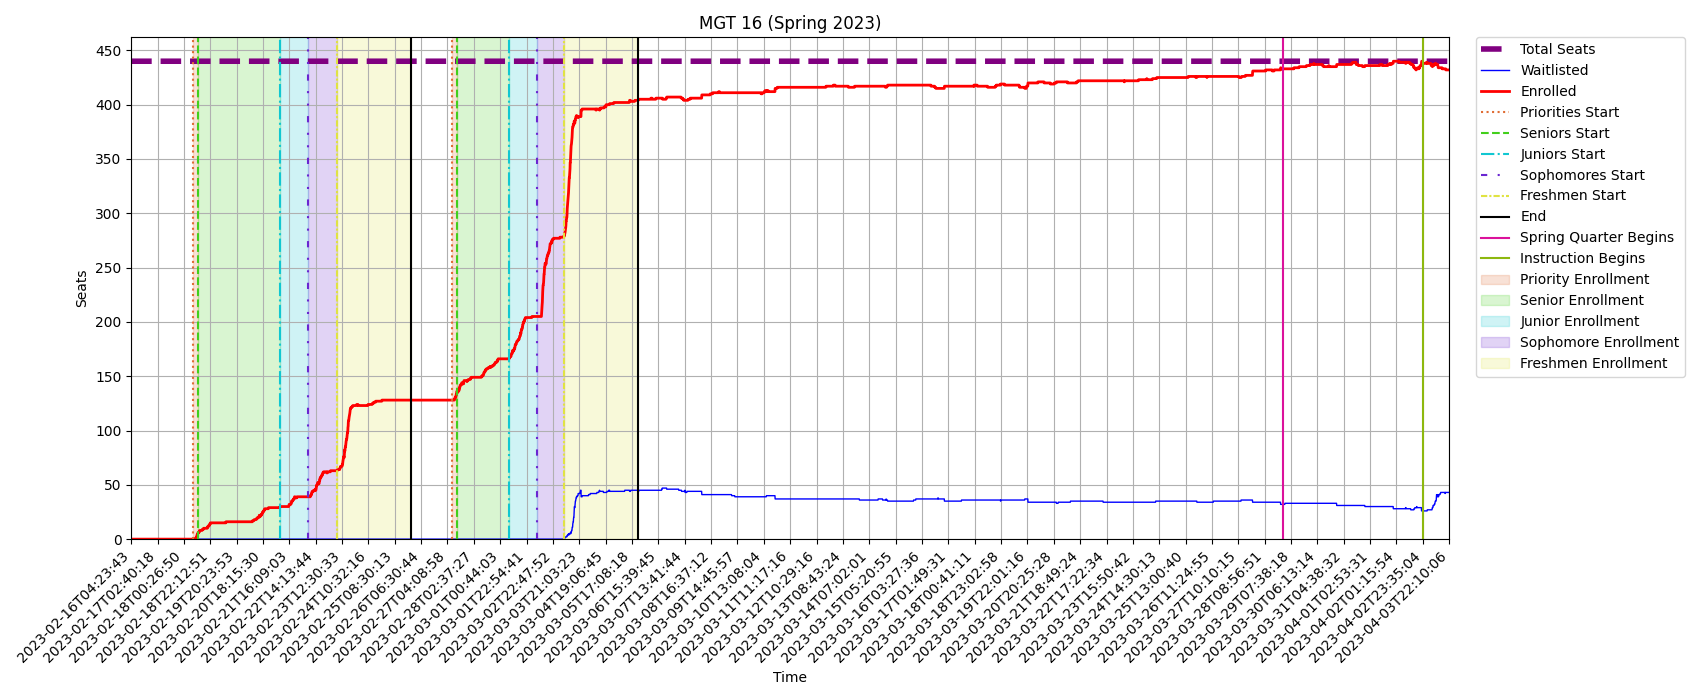 MGT 16 (Spring 2023)
450
400
350
300
250
200
150
100
50
0
Seats
2023-02-16T04:23:43
2023-02-17T02:40:18
2023-02-18T00:26:50
2023-02-18T22:12:51
2023-02-19T20:23:53
2023-02-20T18:15:30
2023-02-21T16:09:03
2023-02-22T14:13:44
2023-02-23T12:30:33
2023-02-24T10:32:16
2023-02-25T08:30:13
2023-02-26T06:30:44
2023-02-27T04:08:58
2023-02-28T02:37:27
2023-03-01T00:44:03
2023-03-01T22:54:41
2023-03-02T22:47:52
2023-03-03T21:03:23
2023-03-04T19:06:45
2023-03-05T17:08:18
2023-03-06T15:39:45
2023-03-07T13:41:44
2023-03-08T16:37:12
2023-03-09T14:45:57
2023-03-10T13:08:04
2023-03-11T11:17:16
2023-03-12T10:29:16
2023-03-13T08:43:24
2023-03-14T07:02:01
2023-03-15T05:20:55
2023-03-16T03:27:36
2023-03-17T01:49:31
2023-03-18T00:41:11
2023-03-18T23:02:58
2023-03-19T22:01:16
2023-03-20T20:25:28
2023-03-21T18:49:24
2023-03-22T17:22:34
2023-03-23T15:50:42
2023-03-24T14:30:13
2023-03-25T13:00:40
2023-03-26T11:24:55
2023-03-27T10:10:15
2023-03-28T08:56:51
2023-03-29T07:38:18
2023-03-30T06:13:14
2023-03-31T04:38:32
2023-04-01T02:53:31
2023-04-02T01:15:54
2023-04-02T23:35:04
2023-04-03T22:10:06
Time
Total Seats
Waitlisted
Enrolled
Priorities Start
Seniors Start
Juniors Start
Sophomores Start
Freshmen Start
End
Spring Quarter Begins
Instruction Begins
Priority Enrollment
Senior Enrollment
Junior Enrollment
Sophomore Enrollment
Freshmen Enrollment